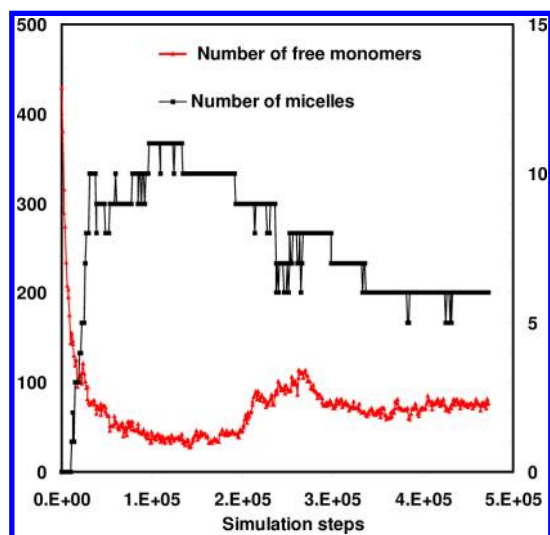 500
400
300
200
100
0
15
10
5
0
Number of free monomers
Number of micelles
0.E+00 1.E+05 2.E+05 3.E+05 4.E+05 5.E+05
Simulation steps